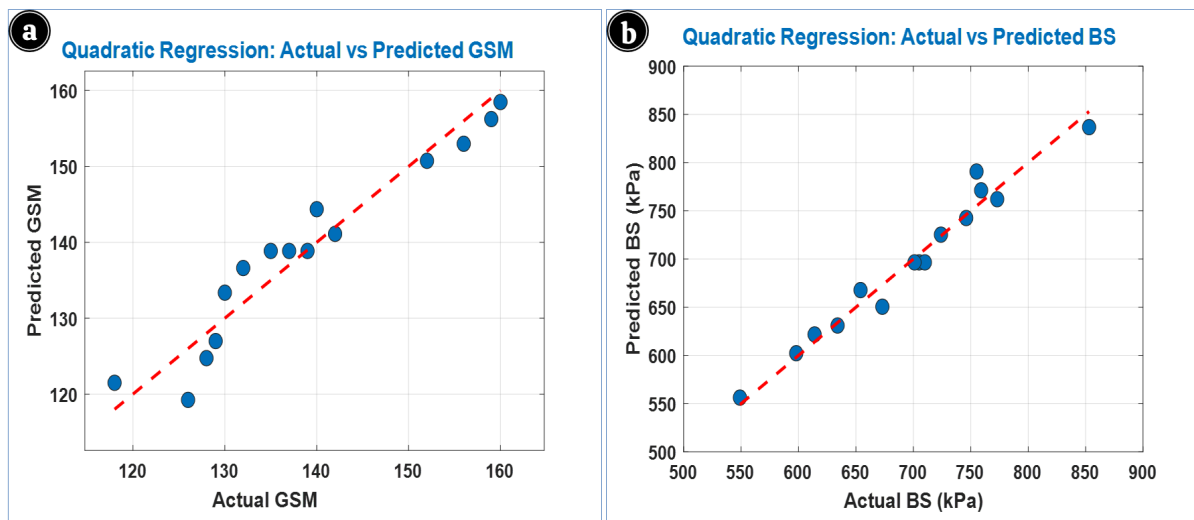 a
Quadratic Regression: Actual vs Predicted GSM
Predicted GSM
160
150
140
130
120
120 130 140 150 160
Actual GSM
b
Quadratic Regression: Actual vs Predicted BS
Predicted BS (kPa)
900
850
800
750
700
650
600
550
500
500 550 600 650 700 750 800 850 900
Actual BS (kPa)